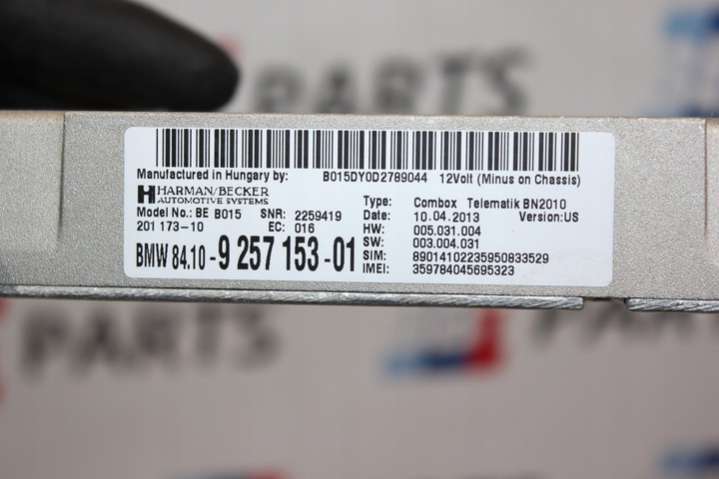 PARTS
Manufactured in Hungary by: B015DY0D2789044 12Volt (Minus on Chassis)
HARMAN/BECKER
AUTOMOTIVE SYSTEMS
Type: Combox Telematik BN2010
Model No.: BE B015 SNR: 2259419 Date: 10.04.2013 Version:US
201 173-10 EC: 016 HW: 005.031.004
SW: 003.004.031
BMW 84.10-9 257 153-01 SIM: 89014102235950833529
IMEI: 359784045695323
PARTS
PARTS